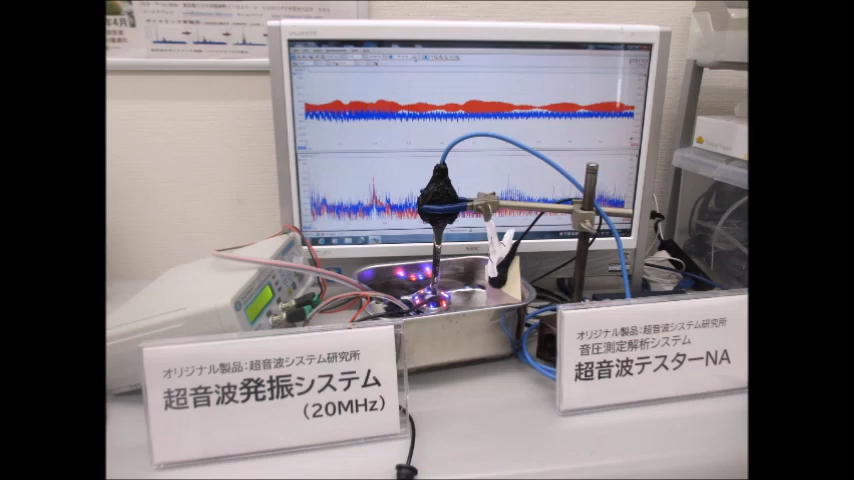 オリジナル製品：超音波システム研究所
超音波発振システム
（20MHz）
オリジナル製品：超音波システム研究所
音圧測定解析システム
超音波テスターNA